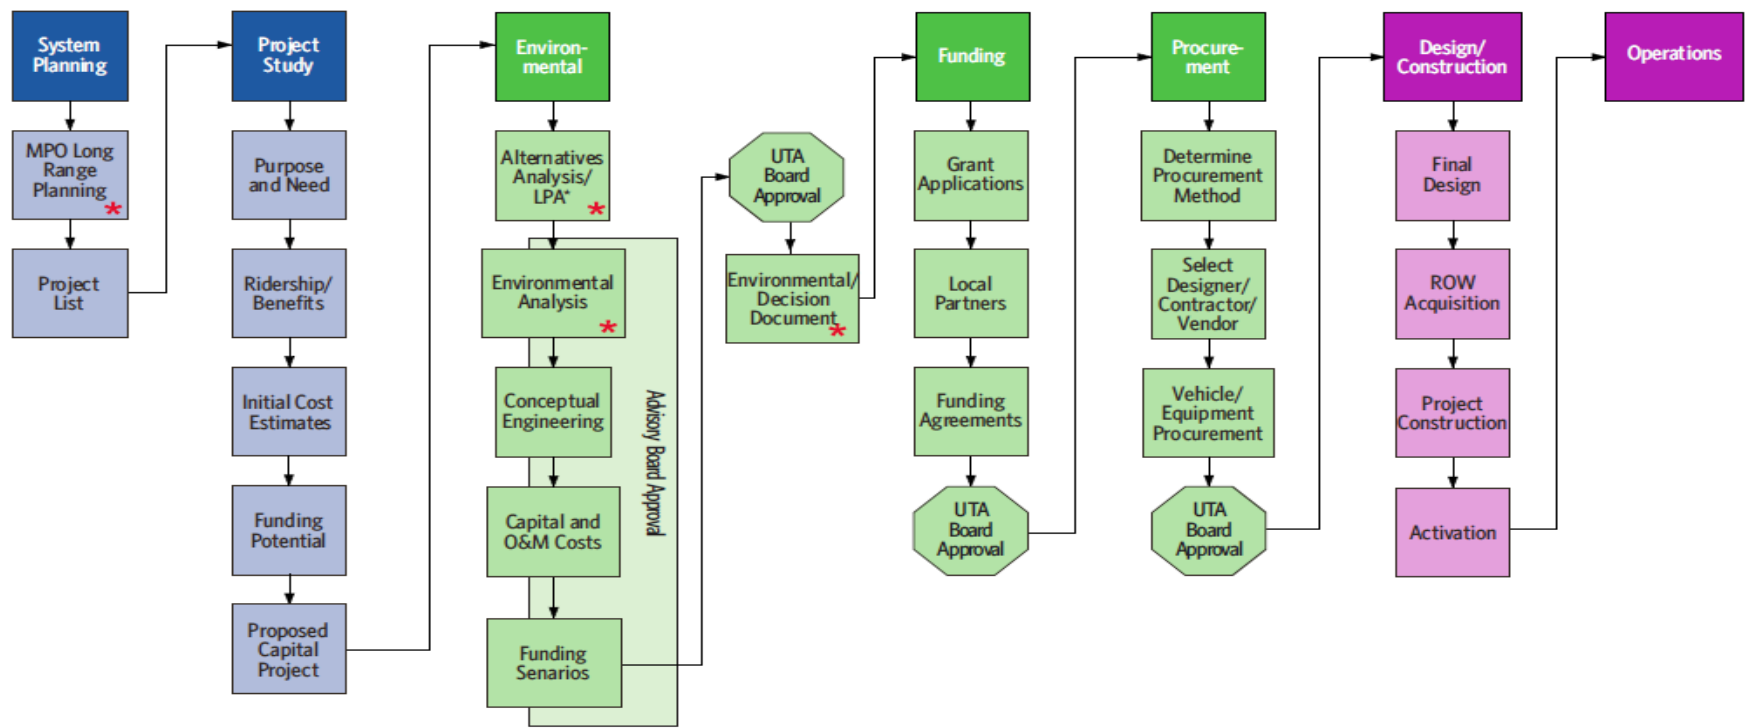 System
Planning
MPO Long
Range
Planning
*
Project
List
Project
Study
Purpose
and Need
Ridership/
Benefits
Initial Cost
Estimates
Funding
Potential
Proposed
Capital
Project
Environ-
mental
Alternatives
Analysis/
LPA*
*
Environmental
Analysis
*
Conceptual
Engineering
Capital and
O&M Costs
Funding
Senarios
Advisory Board Approval
UTA
Board
Approval
Environmental/
Decision
Document
*
Funding
Grant
Applications
Local
Partners
Funding
Agreements
UTA
Board
Approval
Procure-
ment
Determine
Procurement
Method
Select
Designer/
Contractor/
Vendor
Vehicle/
Equipment
Procurement
UTA
Board
Approval
Design/
Construction
Final
Design
ROW
Acquisition
Project
Construction
Activation
Operations